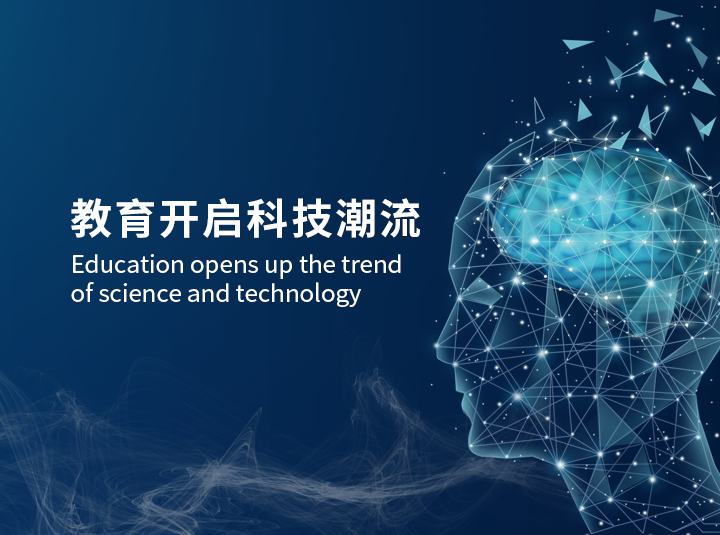 教育开启科技潮流
Education opens up the trend
of science and technology